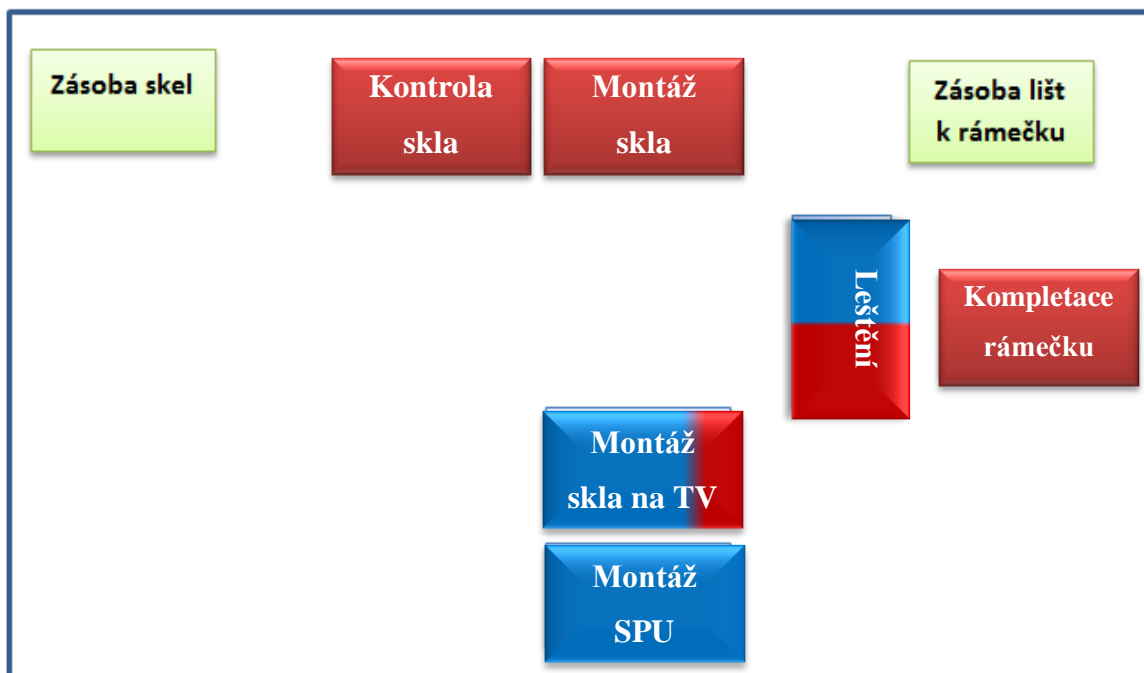 Zásoba skel
Kontrola
skla
Montáž
skla
Zásoba lišt
k rámečku
Leštění
Kompletace
rámečku
Montáž
skla na TV
Montáž
SPU